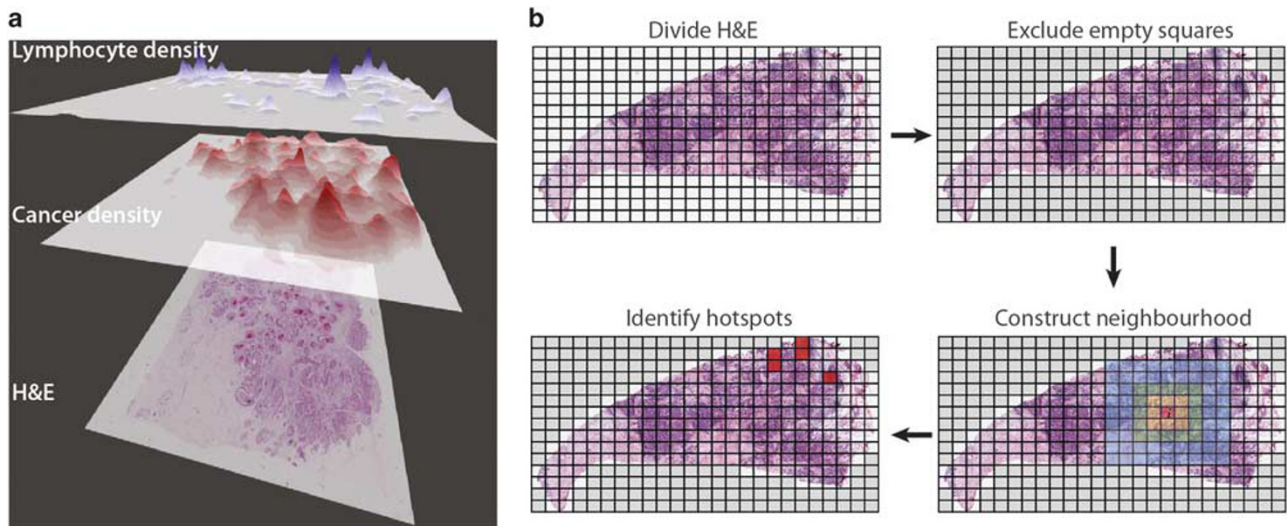 a
Lymphocyte density
Cancer density
H&E
b
Divide H&E
Exclude empty squares
Identify hotspots
Construct neighbourhood